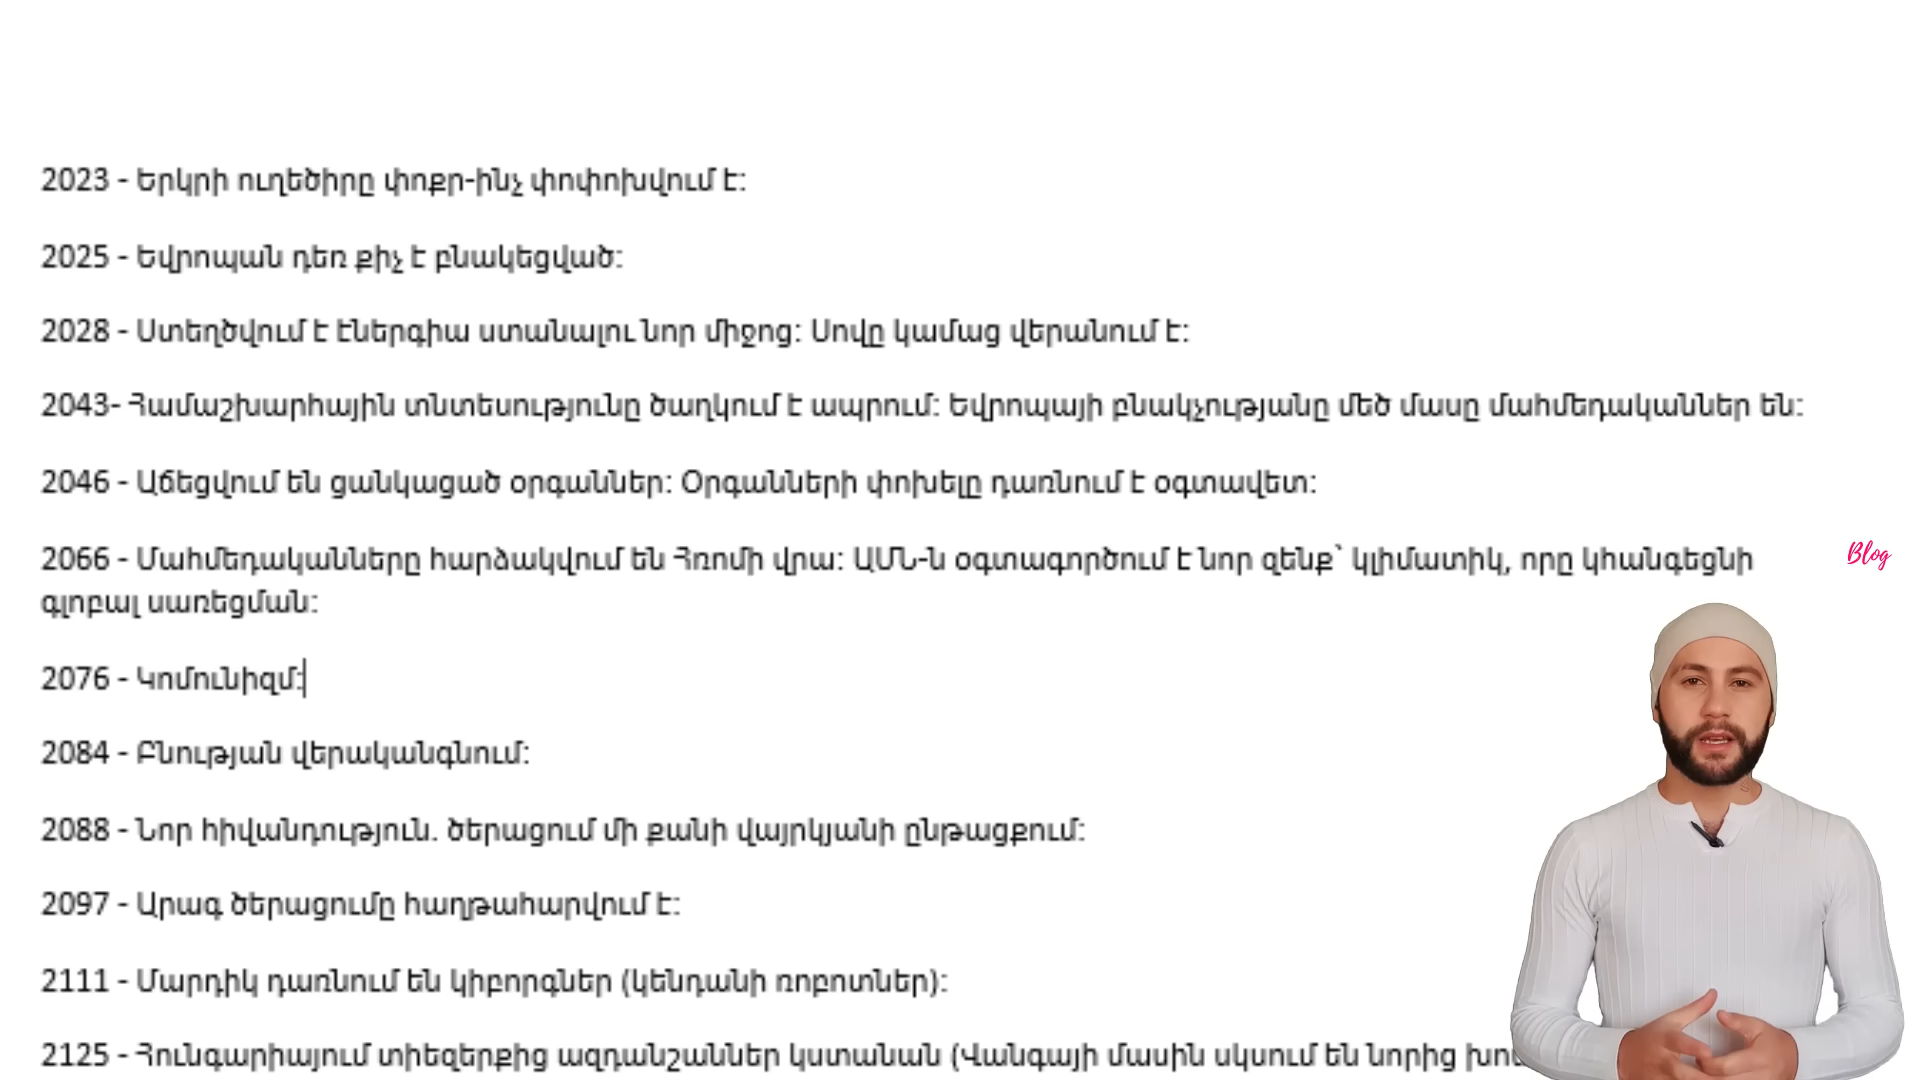 2023 - Երկրի ուղեծիրը փոքր-ինչ փոփոխվում է:
2025 - Եվրոպան դեռ քիչ է բնակեցված:
2028 - Ստեղծվում է էներգիա ստանալու նոր միջոց: Սովը կամաց վերանում է:
2043- Համաշխարհային տնտեսությունը ծաղկում է ապրում: Եվրոպայի բնակչությանը մեծ մասը մահմեդականներ են:
2046 - Աճեցվում են ցանկացած օրգաններ: Օրգանների փոխելը դառնում է օգտավետ:
2066 - Մահմեդականները հարձակվում են Հռոմի վրա: ԱՄՆ-ն օգտագործում է նոր զենք` կլիմատիկ, որը կհանգեցնի
Blog
գլոբալ սառեցման:
2076 - Կոմունիզմ:
2084 - Բնության վերականգնում:
2088 - Նոր հիվանդություն. ծերացում մի քանի վայրկյանի ընթացքում:
2097 - Արագ ծերացումը հաղթահարվում է:
2111 - Մարդիկ դառնում են կիբորգներ (կենդանի ռոբոտներ):
2125 - Հունգարիայում տիեզերքից ազդանշաններ կստանան (Վանգայի մասին սկսում են նորից